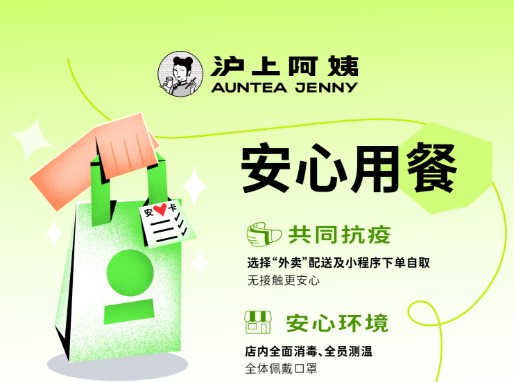 沪上阿姨
AUNTEA JENNY
安心用餐
安 卡
共同抗疫
选择“外卖”配送及小程序下单自取
无接触更安心
安心环境
店内全面消毒、全员测温
全体佩戴口罩